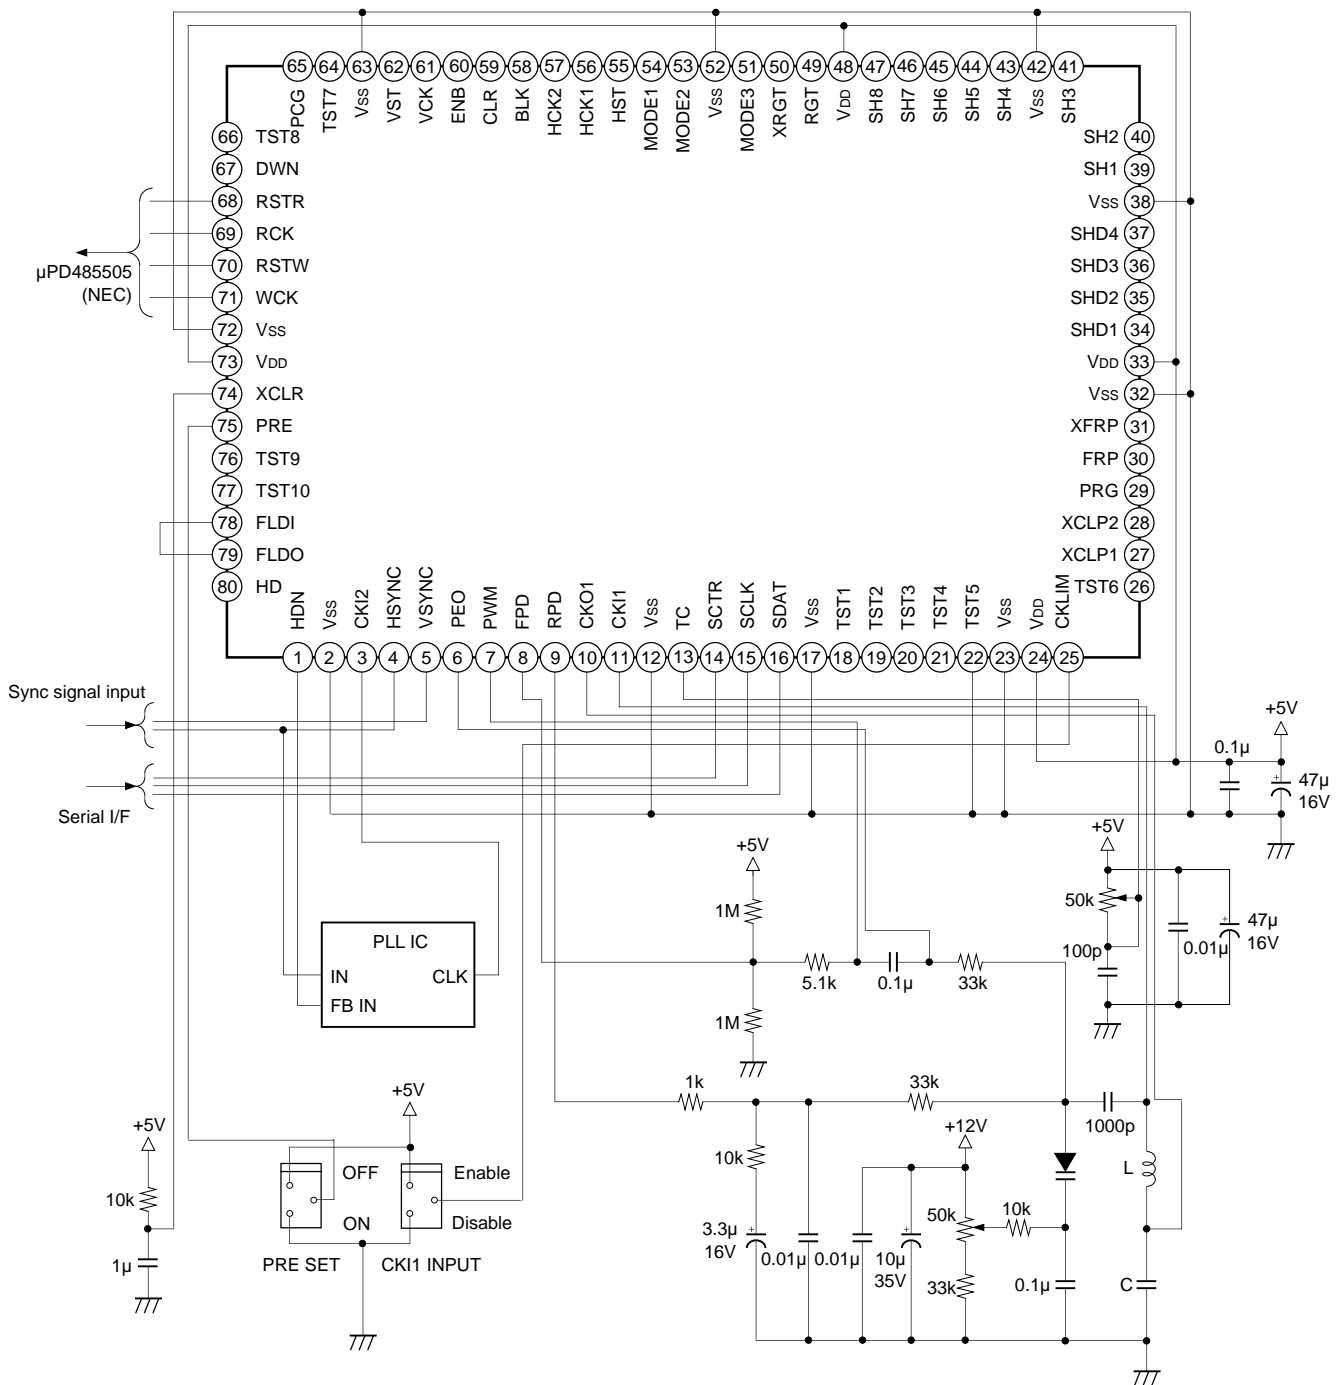 65 64 63 62 61 60 59 58 57 56 55 54 53 52 51 50 49 48 47 46 45 44 43 42 41
PCG TST7 VSS VST VCK ENB CLR BLK HCK2 HCK1 HST MODE1 MODE2 VSS MODE3 XRGT RGT VDD SH8 SH7 SH6 SH5 SH4 VSS SH3
66 TST8
67 DWN
68 RSTR
69 RCK
70 RSTW
71 WCK
72 VSS
73 VDD
74 XCLR
75 PRE
76 TST9
77 TST10
78 FLDI
79 FLDO
80 HD
µPD485505
(NEC)
SH2 40
SH1 39
VSS 38
SHD4 37
SHD3 36
SHD2 35
SHD1 34
VDD 33
VSS 32
XFRP 31
FRP 30
PRG 29
XCLP2 28
XCLP1 27
TST6 26
HDN VSS CKI2 HSYNC VSYNC PEO PWM FPD RPD CKO1 CKI1 VSS TC SCTR SCLK SDAT VSS TST1 TST2 TST3 TST4 TST5 VSS VDD CKLIM
1 2 3 4 5 6 7 8 9 10 11 12 13 14 15 16 17 18 19 20 21 22 23 24 25
Sync signal input
Serial I/F
+5V
0.1µ
+
47µ
16V
+5V
50k
100p
0.01µ
+
47µ
16V
+5V
1M
1M
5.1k
0.1µ
33k
PLL IC
IN
CLK
FB IN
1k
33k
1000p
+12V
10k
3.3µ
16V
+
0.01µ
0.01µ
+
10µ
35V
50k
33k
10k
0.1µ
L
C
+5V
10k
1µ
+5V
OFF
ON
PRE SET
Enable
Disable
CKI1 INPUT